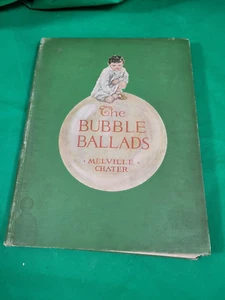 The
BUBBLE
BALLADS
· MELVILLE ·
CHATER